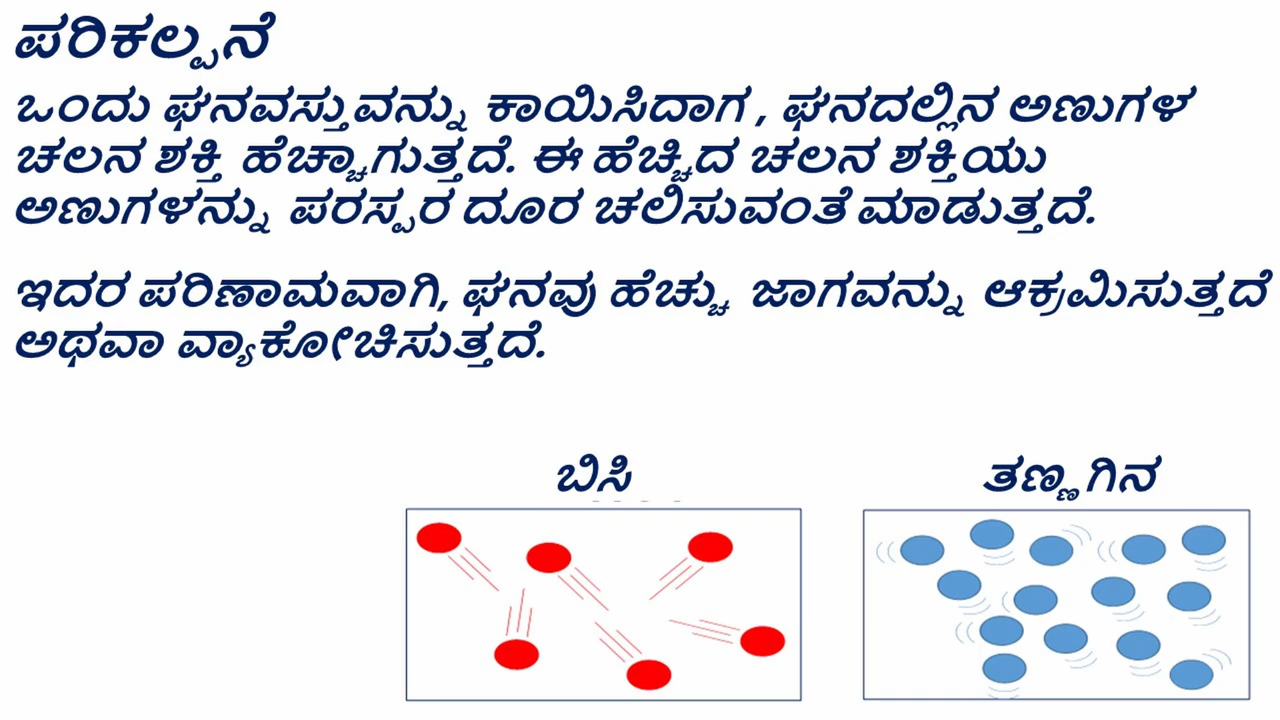 ಪರಿಕಲ್ಪನೆ
ಒಂದು ಘನವಸ್ತುವನ್ನು ಕಾಯಿಸಿದಾಗ , ಘನದಲ್ಲಿನ ಅಣುಗಳ
ಚಲನ ಶಕ್ತಿ ಹೆಚ್ಚಾಗುತ್ತದೆ. ಈ ಹೆಚ್ಚಿದ ಚಲನ ಶಕ್ತಿಯು
ಅಣುಗಳನ್ನು ಪರಸ್ಪರ ದೂರ ಚಲಿಸುವಂತೆ ಮಾಡುತ್ತದೆ.
ಇದರ ಪರಿಣಾಮವಾಗಿ, ಘನವು ಹೆಚ್ಚು ಜಾಗವನ್ನು ಆಕ್ರಮಿಸುತ್ತದೆ
ಅಥವಾ ವ್ಯಾಕೋಚಿಸುತ್ತದೆ.
ಬಿಸಿ
ತಣ್ಣಗಿನ